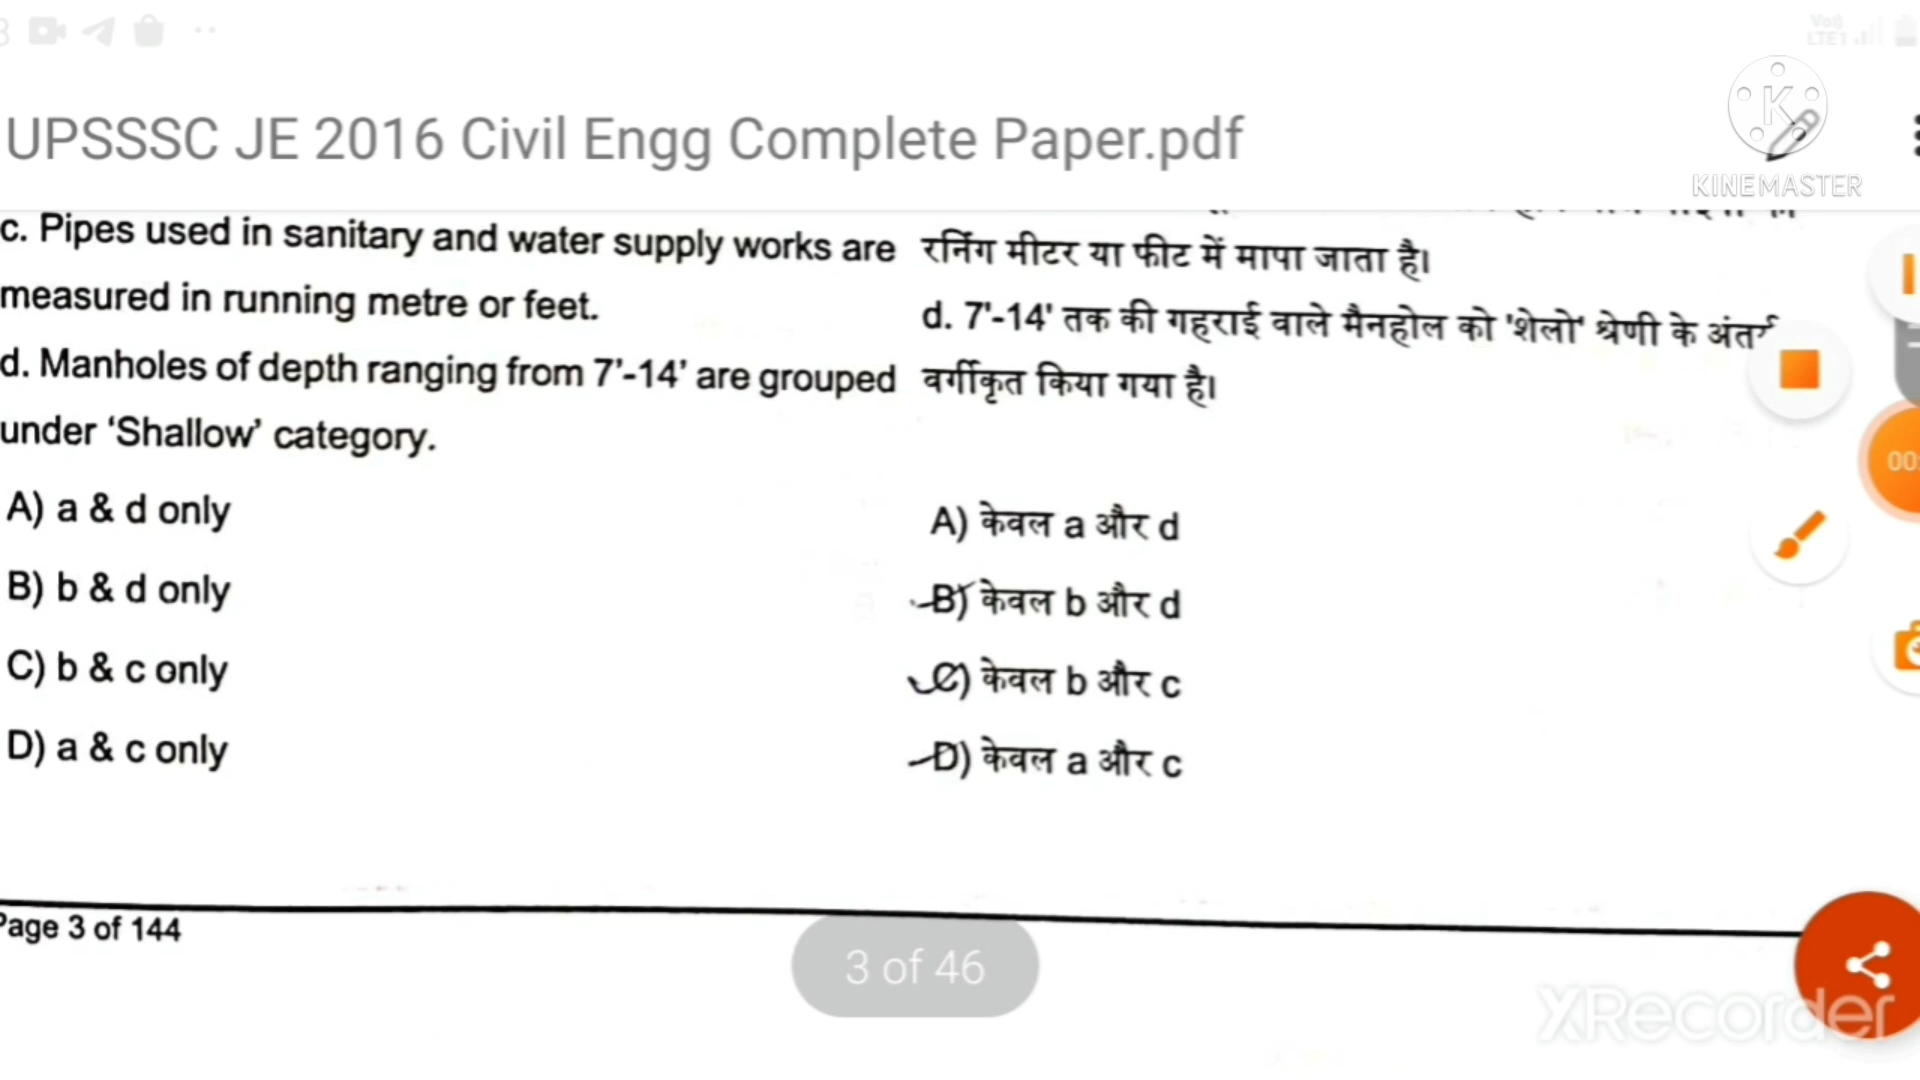 UPSSSC JE 2016 Civil Engg Complete Paper.pdf
KINEMASTER
c. Pipes used in sanitary and water supply works are
measured in running metre or feet.
d. Manholes of depth ranging from 7’-14’ are grouped
under ‘Shallow’ category.
A) a & d only
B) b & d only
C) b & c only
D) a & c only
रनिंग मीटर या फीट में मापा जाता है।
d. 7'-14' तक की गहराई वाले मैनहोल को 'शेलो' श्रेणी के
वर्गीकृत किया गया है।
A) केवल a और d
B) केवल b और d
C) केवल b और c
D) केवल a और c
00:
Page 3 of 144
3 of 46
XRecorder